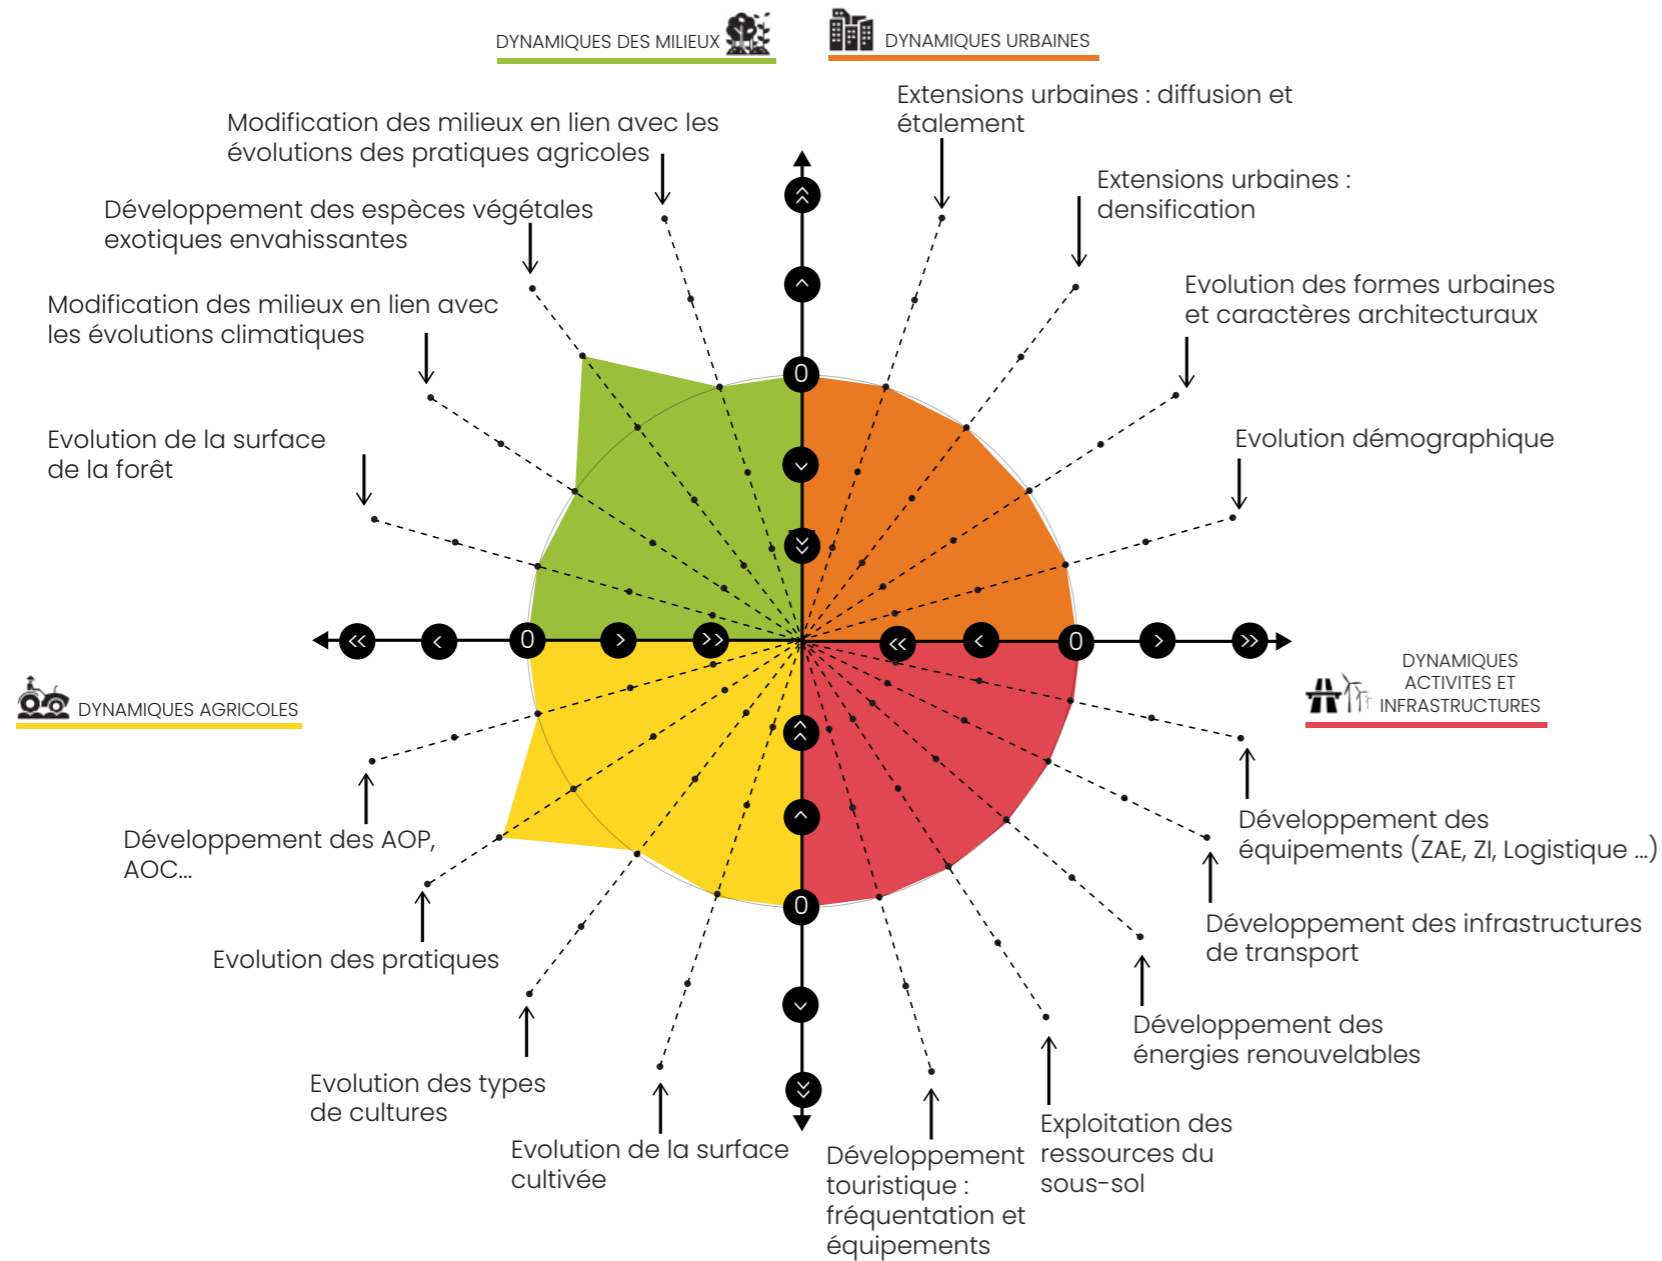 DYNAMIQUES DES MILIEUX
DYNAMIQUES URBAINES
Extensions urbaines : diffusion et
étalement
Modification des milieux en lien avec les
évolutions des pratiques agricoles
Extensions urbaines :
densification
Développement des espèces végétales
exotiques envahissantes
Evolution des formes urbaines
et caractères architecturaux
Modification des milieux en lien avec
les évolutions climatiques
Evolution démographique
Evolution de la surface
de la forêt
0
<< < 0 > >>
<< < 0 > >>
DYNAMIQUES
ACTIVITES ET
INFRASTRUCTURES
DYNAMIQUES AGRICOLES
0
Développement des
équipements (ZAE, ZI, Logistique ...)
Développement des AOP,
AOC...
Développement des infrastructures
de transport
Evolution des pratiques
Développement des
énergies renouvelables
Evolution des types
de cultures
Exploitation des
ressources du
sous-sol
Evolution de la surface
cultivée
Développement
touristique :
fréquentation et
équipements